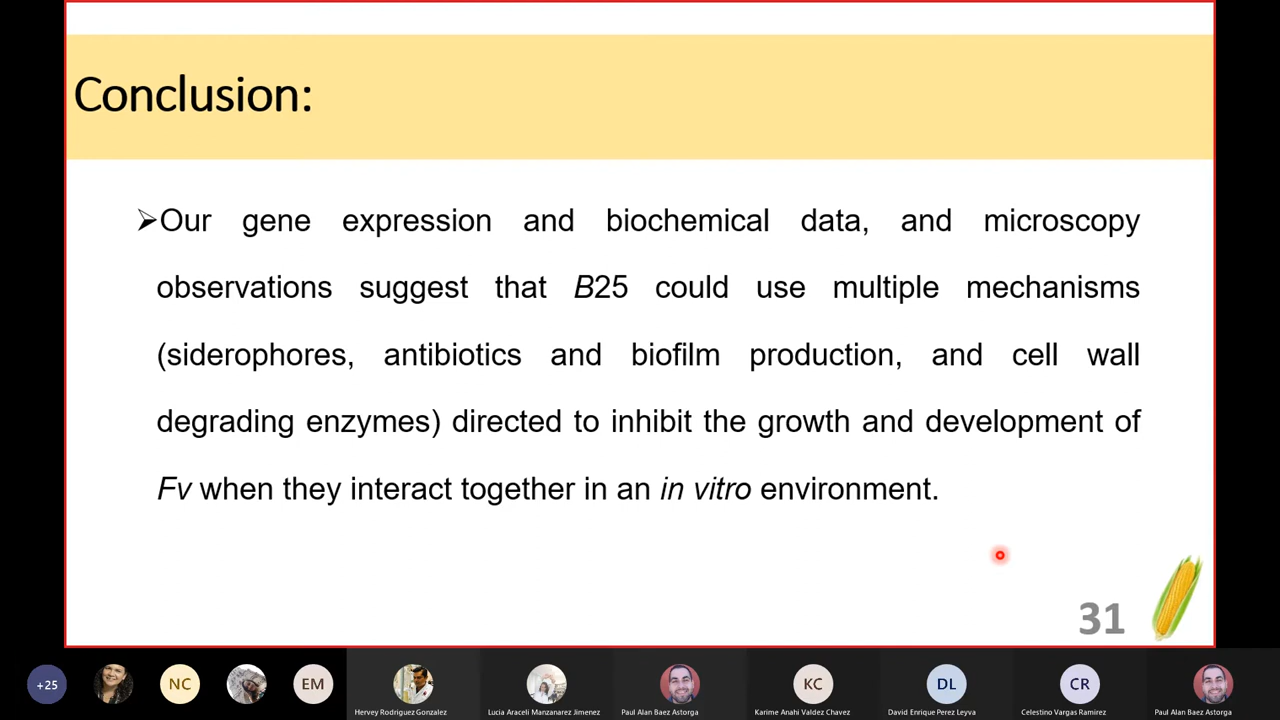 Conclusion:
➢Our gene expression and biochemical data, and microscopy
observations suggest that B25 could use multiple mechanisms
(siderophores, antibiotics and biofilm production, and cell wall
degrading enzymes) directed to inhibit the growth and development of
Fv when they interact together in an in vitro environment.
31
+25
NC
EM
KC
DL
CR
Hervey Rodriguez Gonzalez
Lucia Araceli Manzanarez Jimenez
Paul Alan Baez Astorga
Karime Anahi Valdez Chavez
David Enrique Perez Leyva
Celestino Vargas Ramirez
Paul Alan Baez Astorga